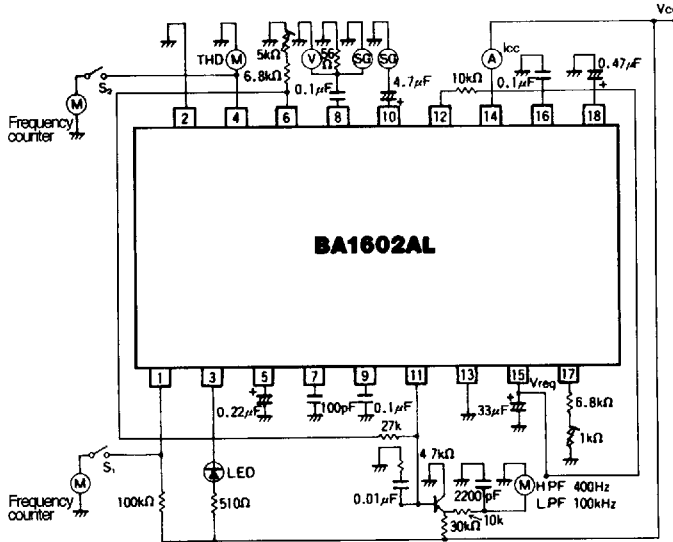 Vcc
THD M
5kΩ
6.8kΩ
V
56Ω
SG
SG
0.1μF
4.7μF
A Icc
10kΩ
0.1μF
0.47μF
S2
M
Frequency
counter
2 4 6 8 10 12 14 16 18
BA1602AL
1 3 5 7 9 11 13 15 17
Vreq
0.22μF
100pF
0.1μF
33μF
6.8kΩ
1kΩ
27k
S1
M
Frequency
counter
LED
100kΩ
510Ω
4.7kΩ
0.01μF
2200pF
30kΩ
10k
M
HPF 400Hz
LPF 100kHz